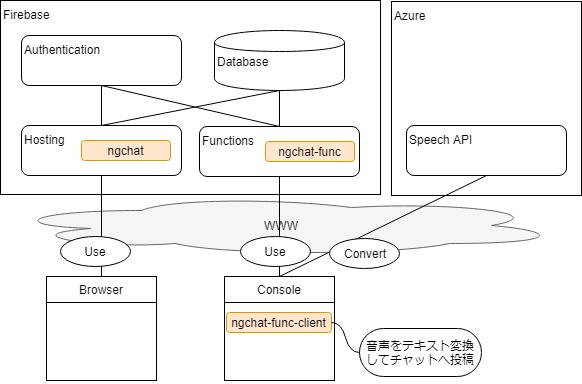 Firebase
Azure
Authentication
Database
Hosting
ngchat
Functions
ngchat-func
Speech API
WWW
Use
Use
Convert
Browser
Console
ngchat-func-client
音声をテキスト変換
してチャットへ投稿